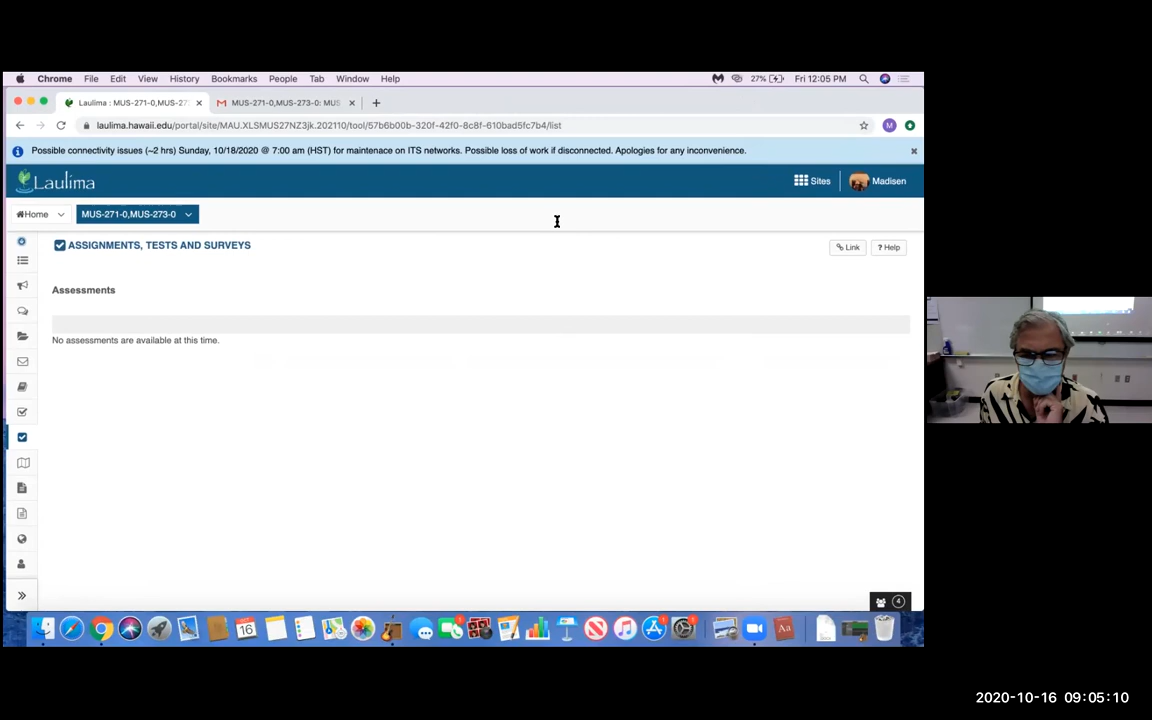 Chrome File Edit View History Bookmarks People Tab Window Help
27% Fri 12:05 PM
Laulima : MUS-271-0,MUS-27
MUS-271-0,MUS-273-0: MUS
laulima.hawaii.edu/portal/site/MAU.XLSMUS27NZ3jk.202110/tool/57b6b00b-320f-42f0-8c8f-610bad5fc7b4/list
M
Possible connectivity issues (~2 hrs) Sunday, 10/18/2020 @ 7:00 am (HST) for maintenace on ITS networks. Possible loss of work if disconnected. Apologies for any inconvenience.
Laulima
Sites
Madisen
Home
MUS-271-0,MUS-273-0
ASSIGNMENTS, TESTS AND SURVEYS
Link
? Help
Assessments
No assessments are available at this time.
4
16
Aa
2020-10-16 09:05:10